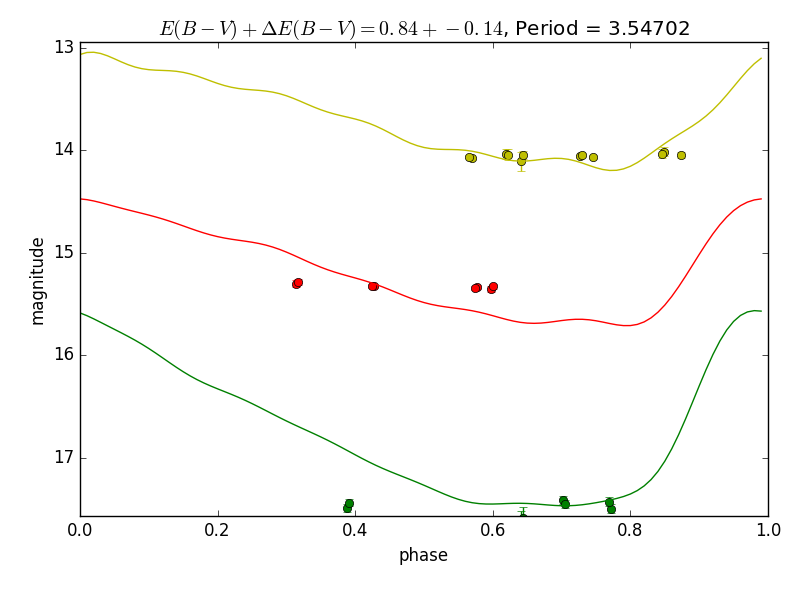 E(B − V) + ΔE(B − V) = 0.84 + −0.14, Period = 3.54702
13
14
15
16
17
magnitude
0.0 0.2 0.4 0.6 0.8 1.0
phase